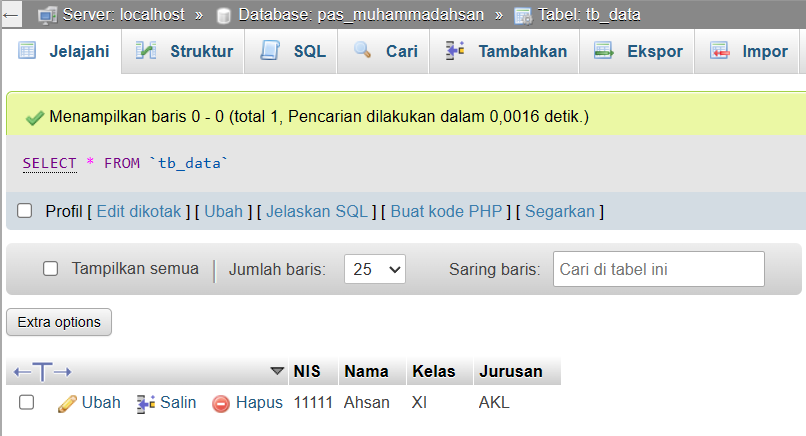 Server: localhost » Database: pas_muhammadahsan » Tabel: tb_data
Jelajahi Struktur SQL Cari Tambahkan Ekspor Impor
Menampilkan baris 0 - 0 (total 1, Pencarian dilakukan dalam 0,0016 detik.)
SELECT * FROM `tb_data`
Profil [ Edit dikotak ] [ Ubah ] [ Jelaskan SQL ] [ Buat kode PHP ] [ Segarkan ]
Tampilkan semua Jumlah baris: 25 Saring baris: Cari di tabel ini
Extra options
←T→ NIS Nama Kelas Jurusan
Ubah Salin Hapus 11111 Ahsan XI AKL